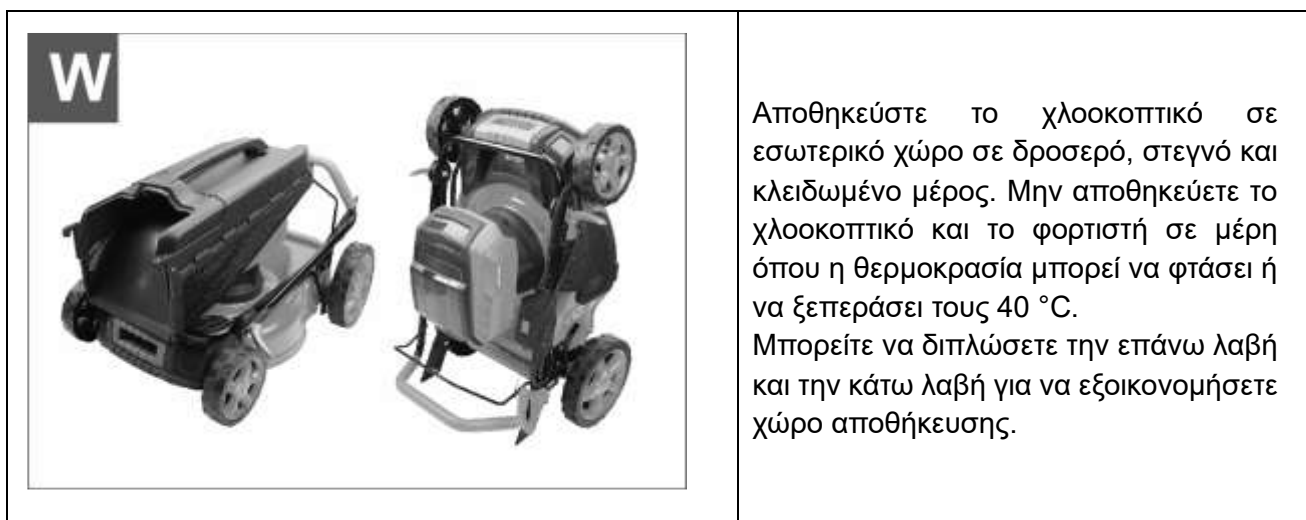 W
Αποθηκεύστε το χλοοκοπτικό σε
εσωτερικό χώρο σε δροσερό, στεγνό και
κλειδωμένο μέρος. Μην αποθηκεύετε το
χλοοκοπτικό και το φορτιστή σε μέρη
όπου η θερμοκρασία μπορεί να φτάσει ή
να ξεπεράσει τους 40 °C.
Μπορείτε να διπλώσετε την επάνω λαβή
και την κάτω λαβή για να εξοικονομήσετε
χώρο αποθήκευσης.